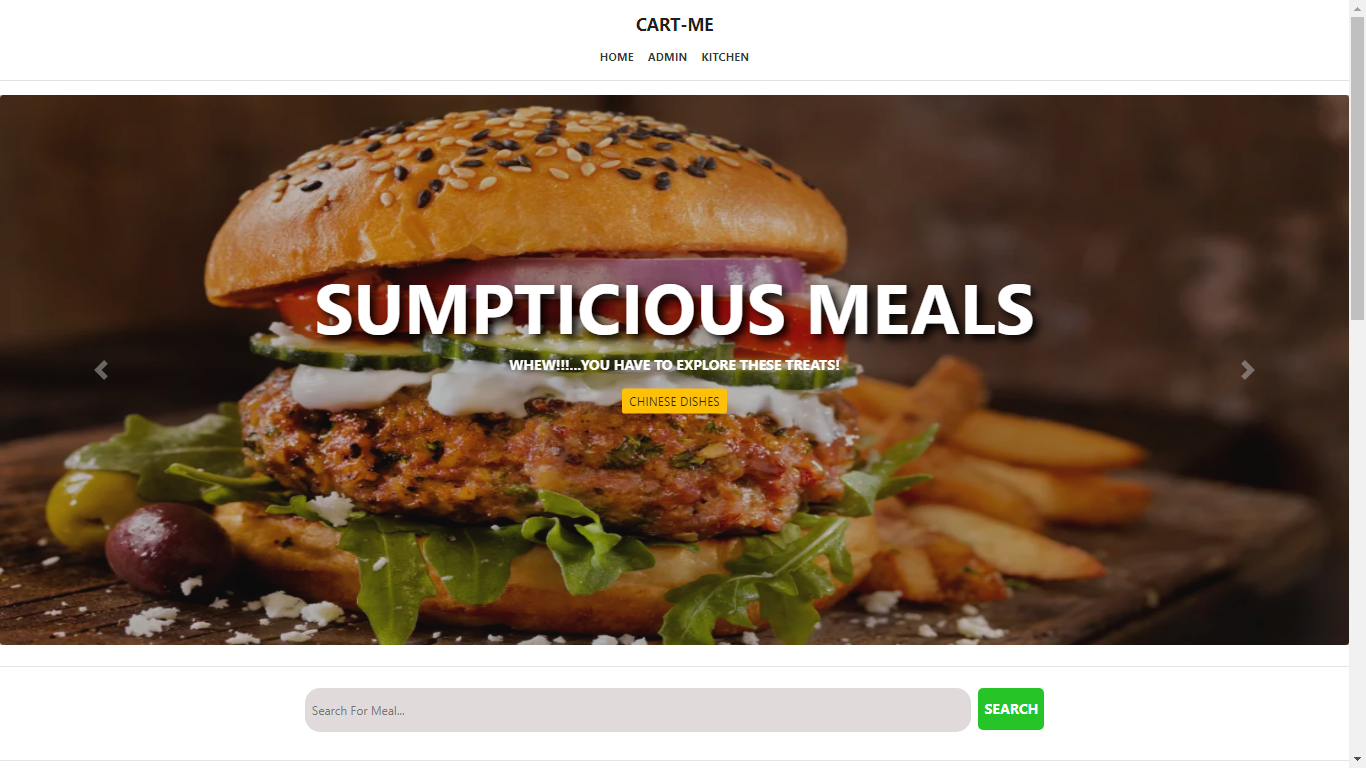 CART-ME
HOME ADMIN KITCHEN
SUMPTICIOUS MEALS
WHEW!!!...YOU HAVE TO EXPLORE THESE TREATS!
CHINESE DISHES
Search For Meal... SEARCH